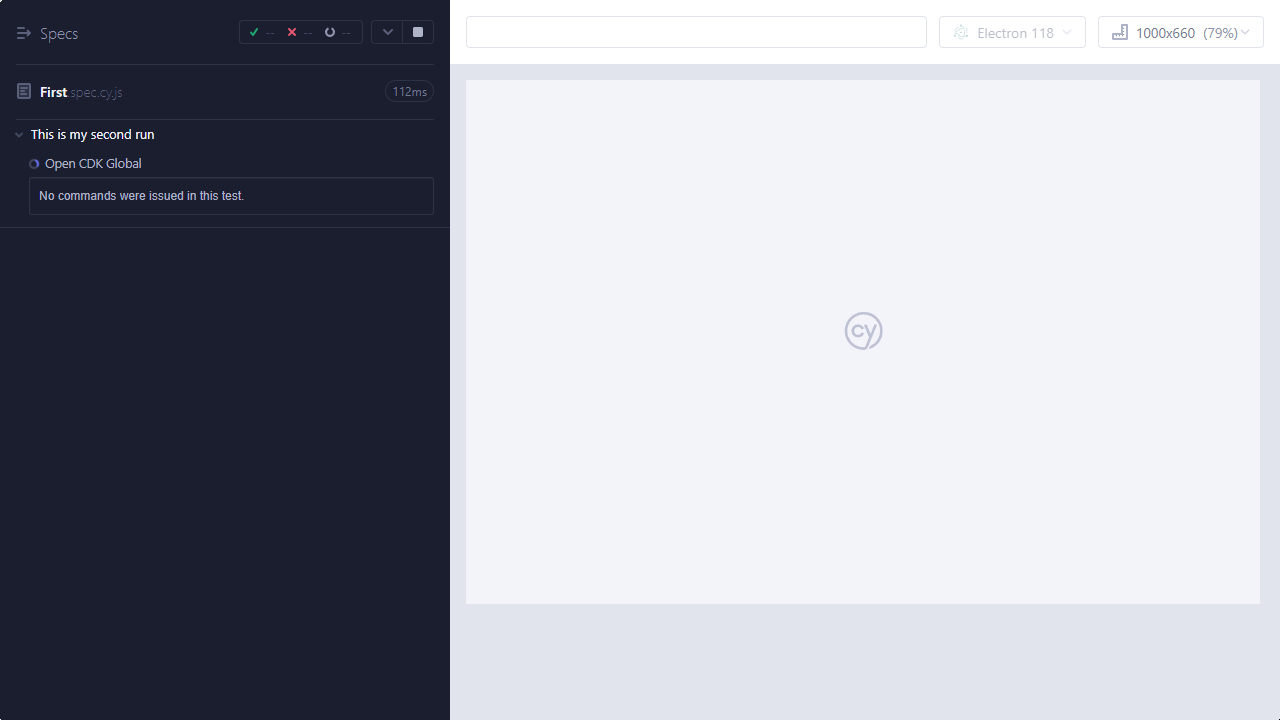 Specs -- -- --
First.spec.cy.js 112ms
This is my second run
Open CDK Global
No commands were issued in this test.
Electron 118 1000x660 (79%)
cy